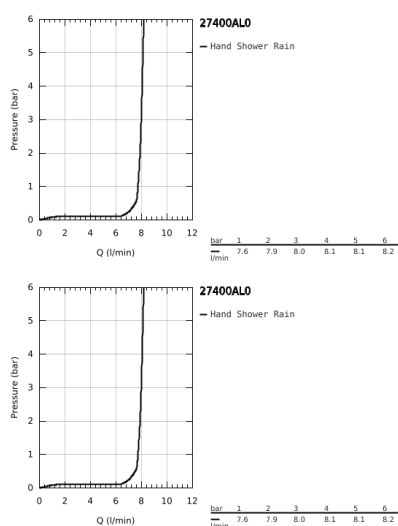 27400AL0
Hand Shower Rain
6
5
4
3
2
1
0
Pressure (bar)
0 2 4 6 8 10 12
Q (l/min)
bar 1 2 3 4 5 6
l/min 7.6 7.9 8.0 8.1 8.1 8.2
27400AL0
Hand Shower Rain
6
5
4
3
2
1
0
Pressure (bar)
0 2 4 6 8 10 12
Q (l/min)
bar 1 2 3 4 5 6
l/min 7.6 7.9 8.0 8.1 8.1 8.2